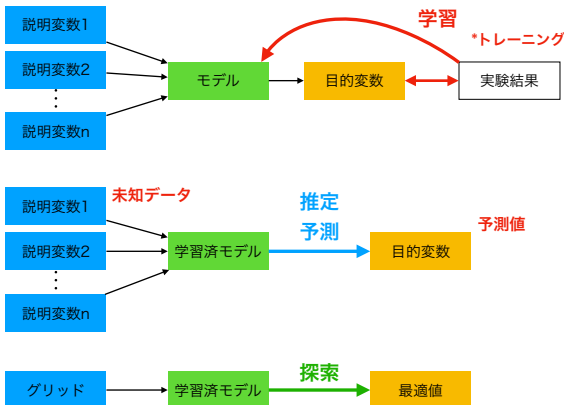 説明変数1
説明変数2
⋮
説明変数n
モデル
目的変数
実験結果
学習
*トレーニング
説明変数1
未知データ
説明変数2
⋮
説明変数n
学習済モデル
推定
予測
目的変数
予測値
グリッド
学習済モデル
探索
最適値